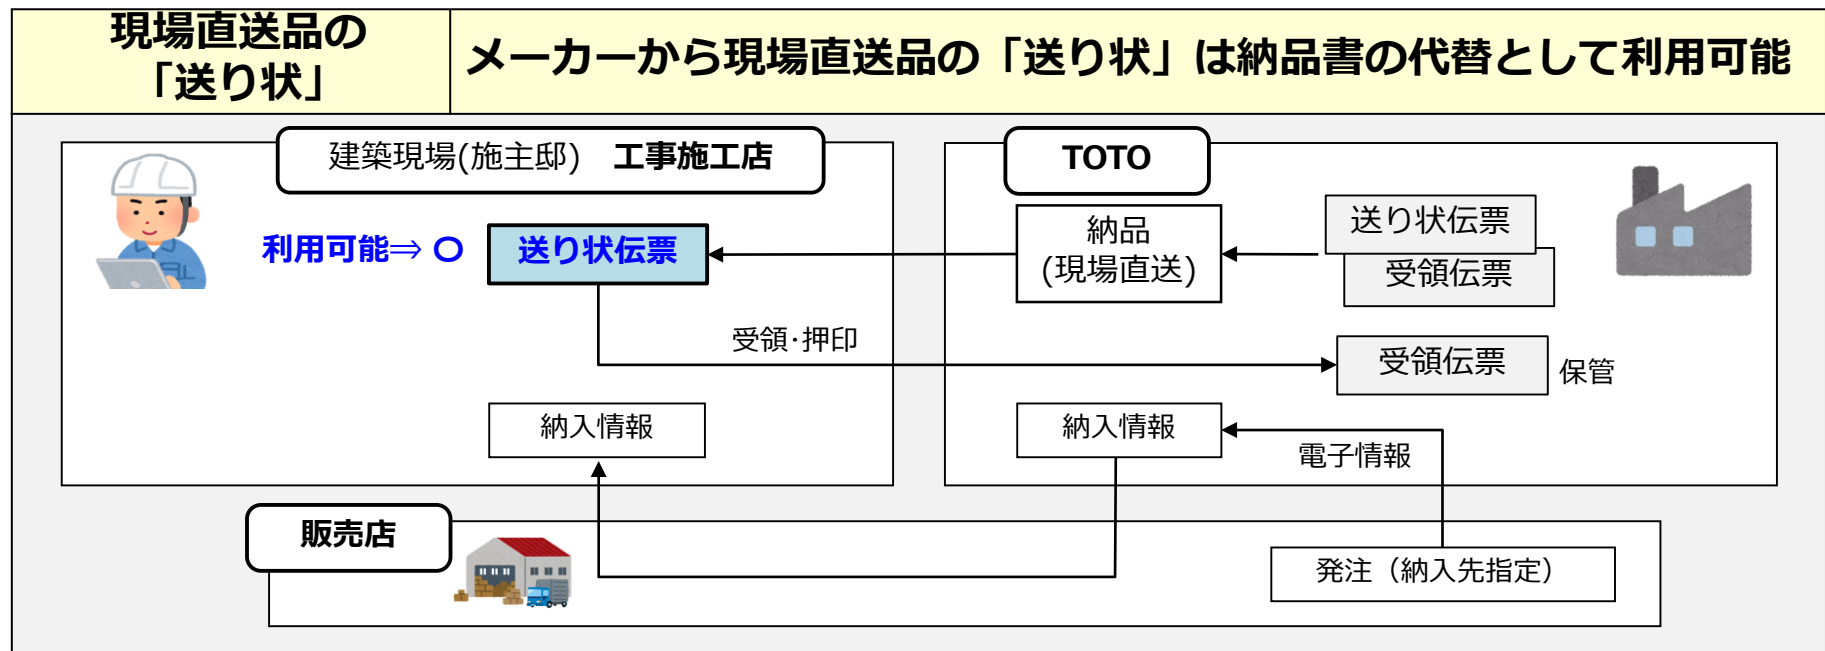 現場直送品の
「送り状」
メーカーから現場直送品の「送り状」は納品書の代替として利用可能
建築現場(施主邸)　工事施工店
TOTO
利用可能⇒ 〇
送り状伝票
納品
(現場直送)
送り状伝票
受領伝票
受領･押印
受領伝票
保管
納入情報
納入情報
電子情報
販売店
発注（納入先指定）